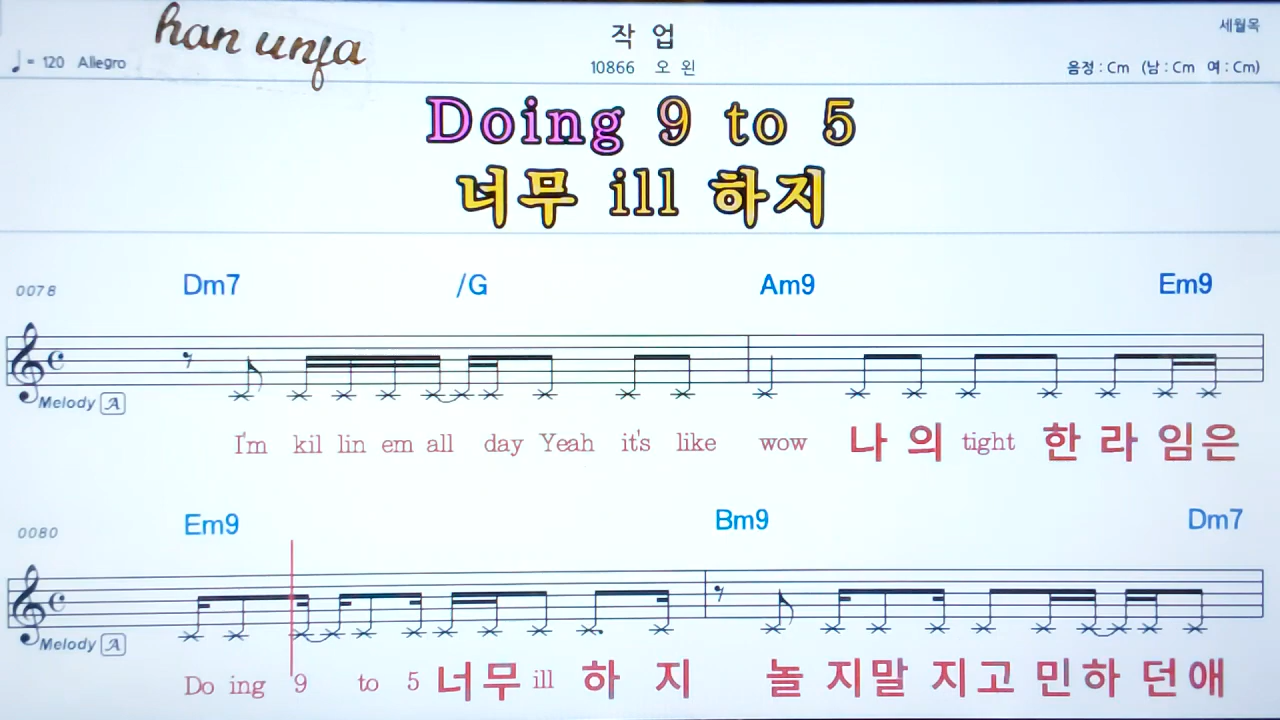 han unfa
작 업
세월목
♩= 120 Allegro
10866 오 왼
음정 : Cm (남 : Cm 여 : Cm)
Doing 9 to 5
너무 ill 하지
0078 Dm7 /G Am9 Em9
Melody A
I'm kil lin em all day Yeah it's like wow 나 의 tight 한 라 임은
0080 Em9 Bm9 Dm7
Melody A
Do ing 9 to 5 너무 ill 하 지 놀 지말 지고 민하 던애